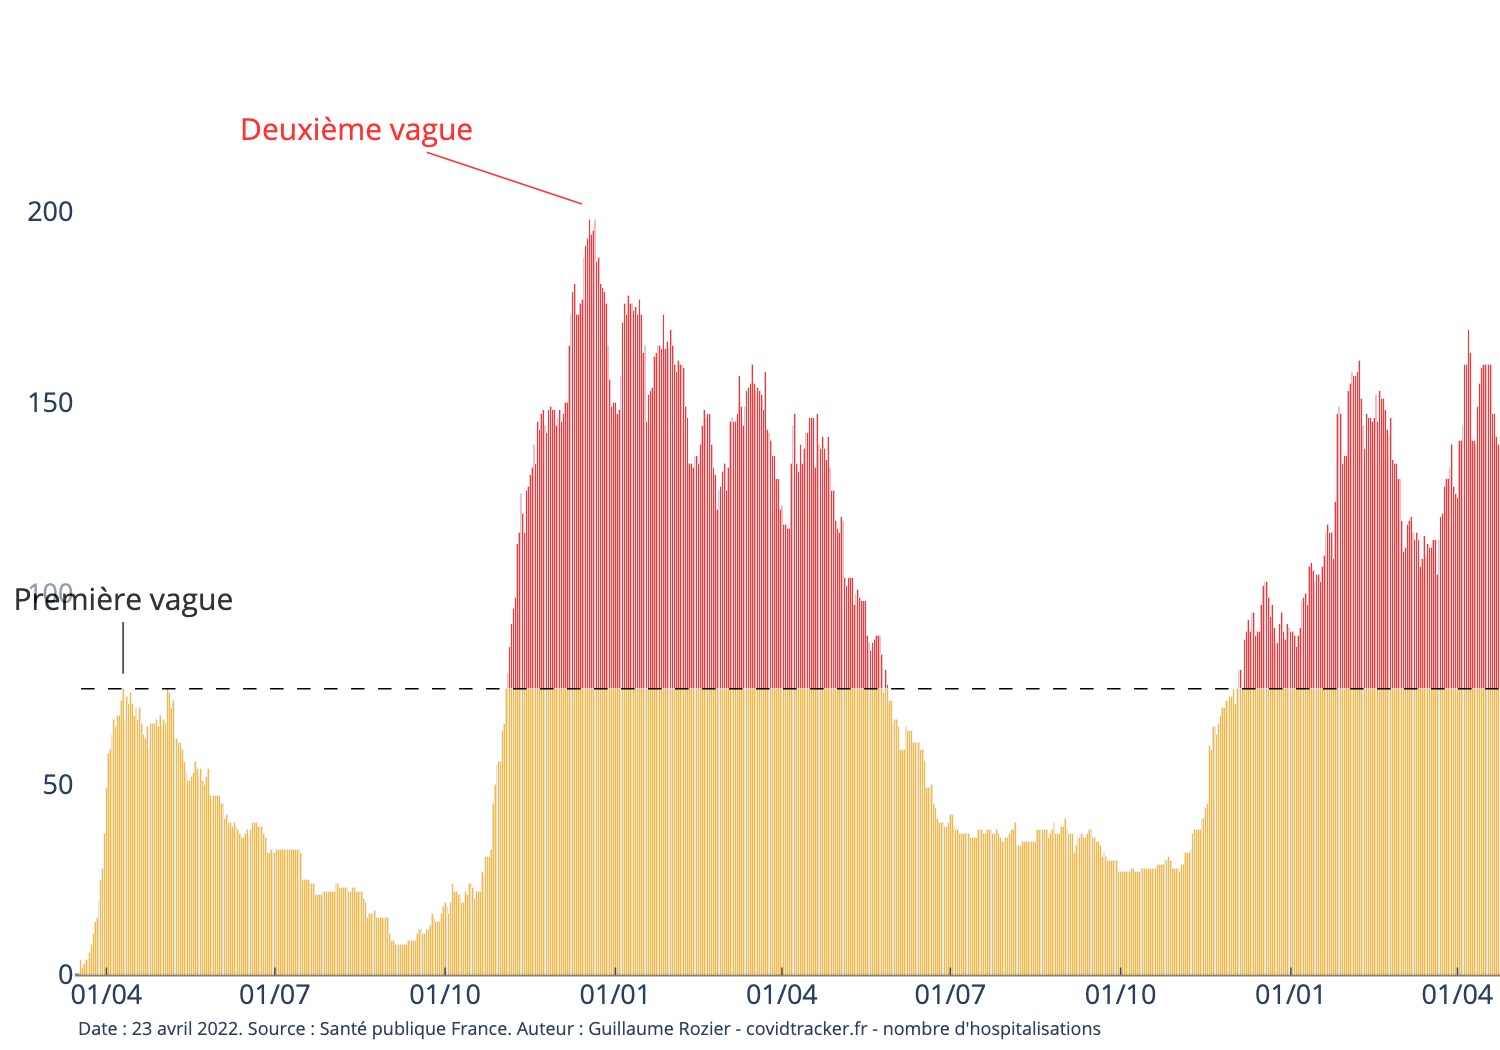 Deuxième vague
200
150
100
Première vague
50
0
01/04 01/07 01/10 01/01 01/04 01/07 01/10 01/01 01/04
Date : 23 avril 2022. Source : Santé publique France. Auteur : Guillaume Rozier - covidtracker.fr - nombre d'hospitalisations